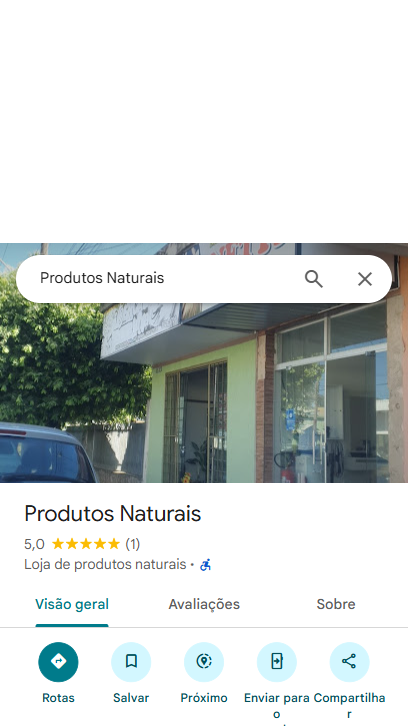 Produtos Naturais
Produtos Naturais
5,0 (1)
Loja de produtos naturais ·
Visão geral Avaliações Sobre
Rotas Salvar Próximo Enviar para o Compartilhar